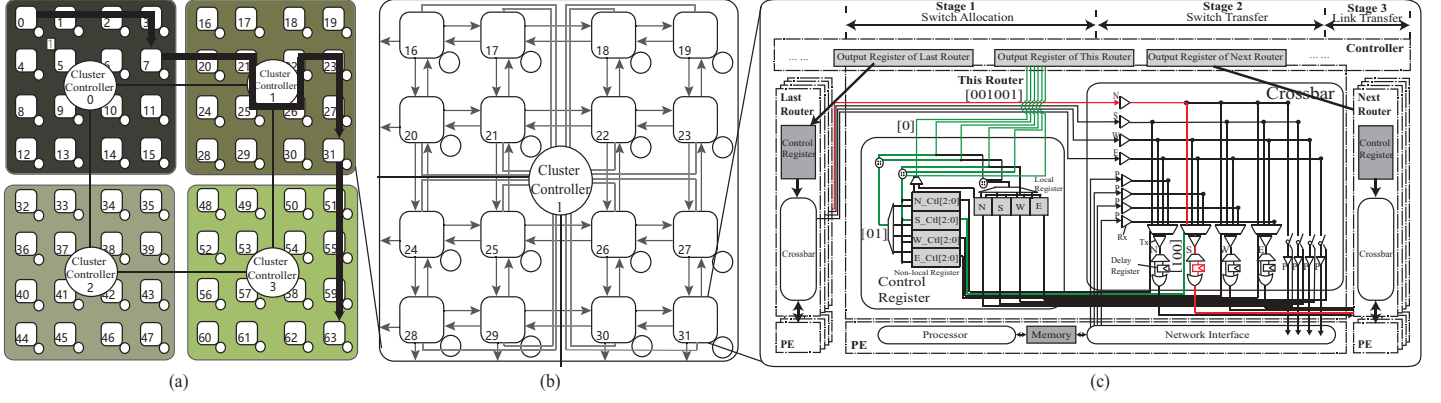 0 1 2 3
1
4 5 6 7
Cluster
Controller
0
8 9 10 11
12 13 14 15
16 17 18 19
20 21 22 23
Cluster
Controller
1
24 25 26 27
28 29 30 31
32 33 34 35
36 37 38 39
Cluster
Controller
2
40 41 42 43
44 45 46 47
48 49 50 51
52 53 54 55
Cluster
Controller
3
56 57 58 59
60 61 62 63
(a)
16 17 18 19
20 21 22 23
Cluster
Controller
1
24 25 26 27
28 29 30 31
(b)
Stage 1
Switch Allocation
Stage 2
Switch Transfer
Stage 3
Link Transfer
Controller
... ...
Output Register of Last Router
Output Register of This Router
Output Register of Next Router
... ...
This Router
[001001]
Crossbar
Last
Router
Control
Register
Crossbar
PE
[0]
Local
Register
N S W E
N_Ctl[2:0]
S_Ctl[2:0]
W_Ctl[2:0]
E_Ctl[2:0]
[01]
Non-local Register
Control
Register
N
S
W
E
P
P
P
P
Rx
Tx
N S W E
[001]
P P P P
Delay
Register
Next
Router
Control
Register
Crossbar
PE
PE
Processor
Memory
Network Interface
(c)